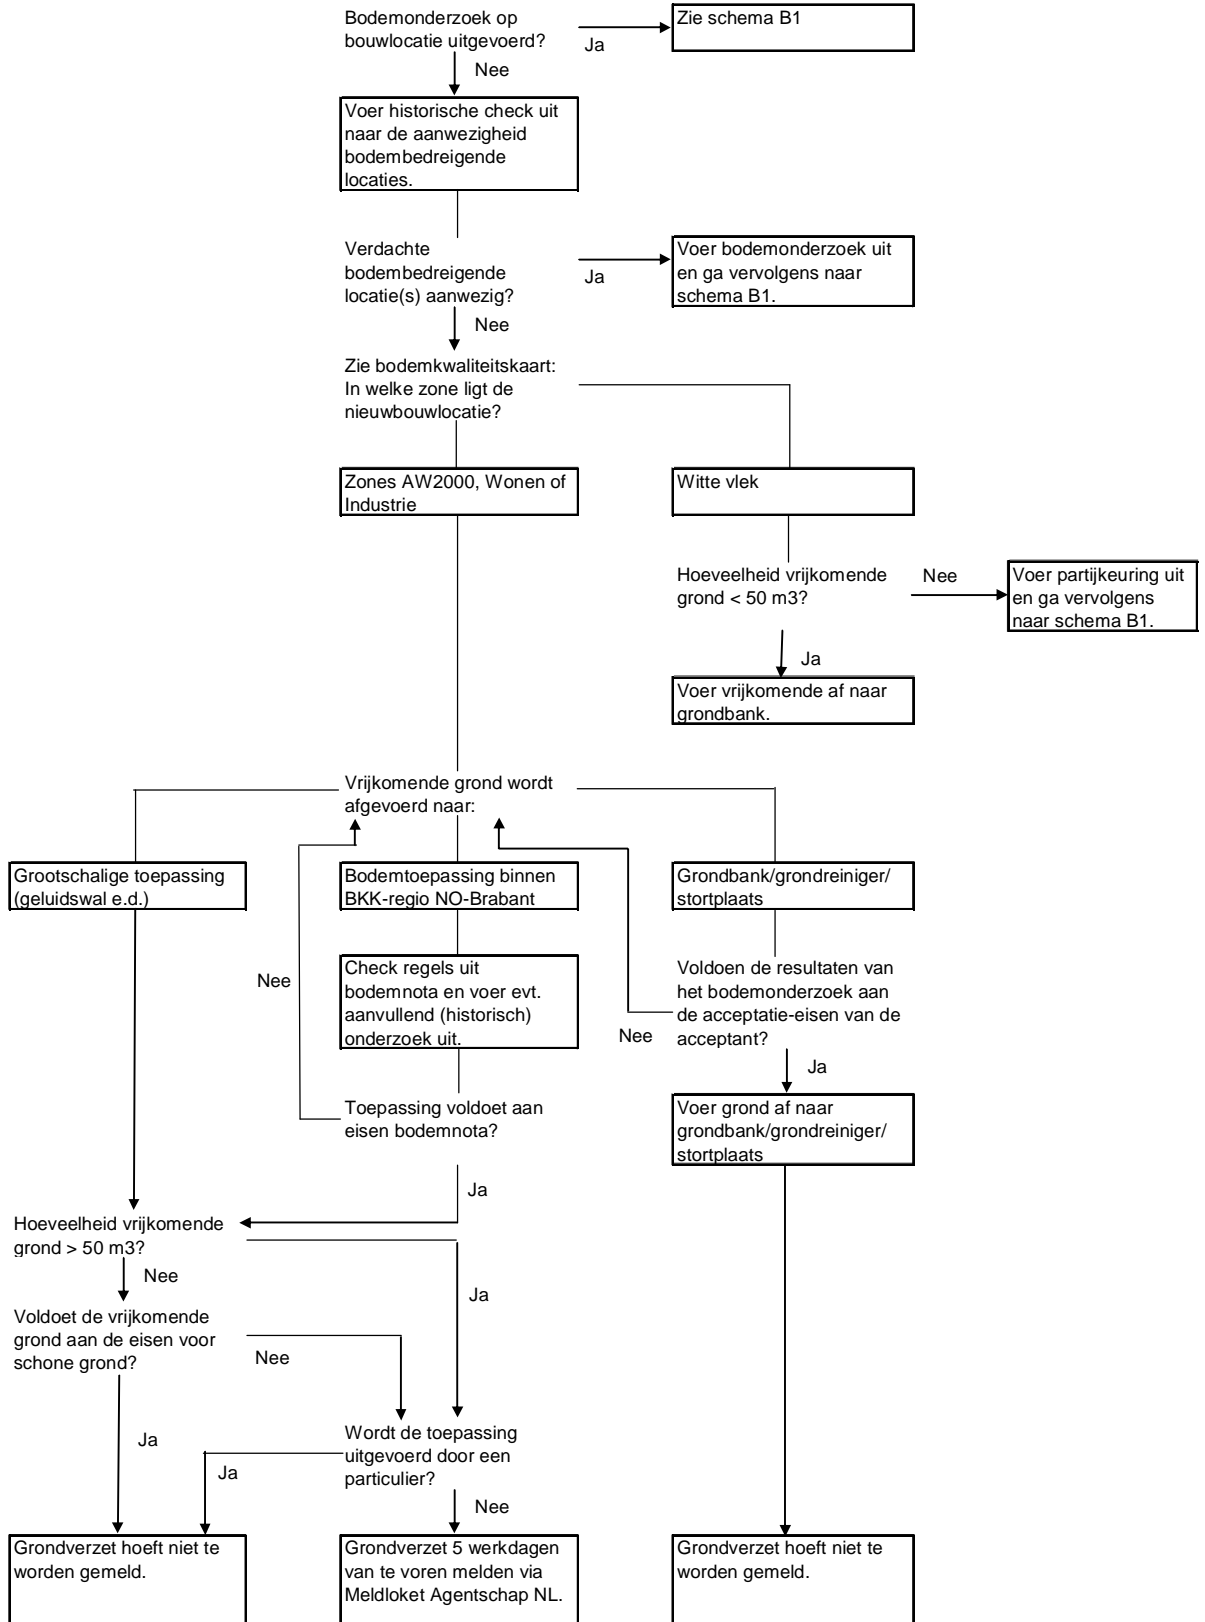 Bodemonderzoek op
bouwlocatie uitgevoerd?
Ja
Zie schema B1
Nee
Voer historische check uit
naar de aanwezigheid
bodembedreigende
locaties.
Verdachte
bodembedreigende
locatie(s) aanwezig?
Ja
Voer bodemonderzoek uit
en ga vervolgens naar
schema B1.
Nee
Zie bodemkwaliteitskaart:
In welke zone ligt de
nieuwbouwlocatie?
Zones AW2000, Wonen of
Industrie
Witte vlek
Hoeveelheid vrijkomende
grond < 50 m3?
Nee
Voer partijkeuring uit
en ga vervolgens
naar schema B1.
Ja
Voer vrijkomende af naar
grondbank.
Vrijkomende grond wordt
afgevoerd naar:
Grootschalige toepassing
(geluidswal e.d.)
Bodemtoepassing binnen
BKK-regio NO-Brabant
Grondbank/grondreiniger/
stortplaats
Nee
Check regels uit
bodemnota en voer evt.
aanvullend (historisch)
onderzoek uit.
Nee
Voldoen de resultaten van
het bodemonderzoek aan
de acceptatie-eisen van de
acceptant?
Ja
Toepassing voldoet aan
eisen bodemnota?
Voer grond af naar
grondbank/grondreiniger/
stortplaats
Ja
Hoeveelheid vrijkomende
grond > 50 m3?
Nee
Ja
Voldoet de vrijkomende
grond aan de eisen voor
schone grond?
Nee
Ja
Wordt de toepassing
uitgevoerd door een
particulier?
Ja
Nee
Grondverzet hoeft niet te
worden gemeld.
Grondverzet 5 werkdagen
van te voren melden via
Meldloket Agentschap NL.
Grondverzet hoeft niet te
worden gemeld.